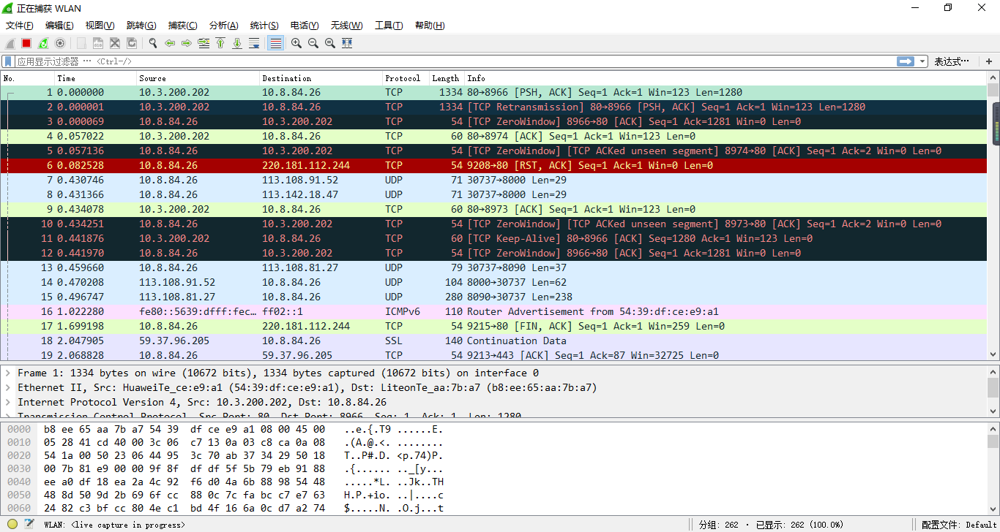 正在捕获 WLAN
文件(F) 编辑(E) 视图(V) 跳转(G) 捕获(C) 分析(A) 统计(S) 电话(Y) 无线(W) 工具(T) 帮助(H)
应用显示过滤器 … <Ctrl-/> 表达式… +
No. Time Source Destination Protocol Length Info
1 0.000000 10.3.200.202 10.8.84.26 TCP 1334 80→8966 [PSH, ACK] Seq=1 Ack=1 Win=123 Len=1280
2 0.000001 10.3.200.202 10.8.84.26 TCP 1334 [TCP Retransmission] 80→8966 [PSH, ACK] Seq=1 Ack=1 Win=123 Len=1280
3 0.000069 10.8.84.26 10.3.200.202 TCP 54 [TCP ZeroWindow] 8966→80 [ACK] Seq=1 Ack=1281 Win=0 Len=0
4 0.057022 10.3.200.202 10.8.84.26 TCP 60 80→8974 [ACK] Seq=1 Ack=1 Win=123 Len=0
5 0.057136 10.8.84.26 10.3.200.202 TCP 54 [TCP ZeroWindow] [TCP ACKed unseen segment] 8974→80 [ACK] Seq=1 Ack=2 Win=0 Len=0
6 0.082528 10.8.84.26 220.181.112.244 TCP 54 9208→80 [RST, ACK] Seq=1 Ack=1 Win=0 Len=0
7 0.430746 10.8.84.26 113.108.91.52 UDP 71 30737→8000 Len=29
8 0.431366 10.8.84.26 113.142.18.47 UDP 71 30737→8000 Len=29
9 0.434078 10.3.200.202 10.8.84.26 TCP 60 80→8973 [ACK] Seq=1 Ack=1 Win=123 Len=0
10 0.434251 10.8.84.26 10.3.200.202 TCP 54 [TCP ZeroWindow] [TCP ACKed unseen segment] 8973→80 [ACK] Seq=1 Ack=2 Win=0 Len=0
11 0.441876 10.3.200.202 10.8.84.26 TCP 60 [TCP Keep-Alive] 80→8966 [ACK] Seq=1280 Ack=1 Win=123 Len=0
12 0.441970 10.8.84.26 10.3.200.202 TCP 54 [TCP ZeroWindow] 8966→80 [ACK] Seq=1 Ack=1281 Win=0 Len=0
13 0.459660 10.8.84.26 113.108.81.27 UDP 79 30737→8090 Len=37
14 0.470208 113.108.91.52 10.8.84.26 UDP 104 8000→30737 Len=62
15 0.496747 113.108.81.27 10.8.84.26 UDP 280 8090→30737 Len=238
16 1.022280 fe80::5639:dfff:fec… ff02::1 ICMPv6 110 Router Advertisement from 54:39:df:ce:e9:a1
17 1.699198 10.8.84.26 220.181.112.244 TCP 54 9215→80 [FIN, ACK] Seq=1 Ack=1 Win=259 Len=0
18 2.047905 59.37.96.205 10.8.84.26 SSL 140 Continuation Data
19 2.068828 10.8.84.26 59.37.96.205 TCP 54 9213→443 [ACK] Seq=1 Ack=87 Win=32725 Len=0
Frame 1: 1334 bytes on wire (10672 bits), 1334 bytes captured (10672 bits) on interface 0
Ethernet II, Src: HuaweiTe_ce:e9:a1 (54:39:df:ce:e9:a1), Dst: LiteonTe_aa:7b:a7 (b8:ee:65:aa:7b:a7)
Internet Protocol Version 4, Src: 10.3.200.202, Dst: 10.8.84.26
Transmission Control Protocol, Src Port: 80, Dst Port: 8966, Seq: 1, Ack: 1, Len: 1280
0000 b8 ee 65 aa 7b a7 54 39 df ce e9 a1 08 00 45 00 ..e.{.T9 ......E.
0010 05 28 41 cd 40 00 3c 06 c7 13 0a 03 c8 ca 0a 08 .(A.@.<. ........
0020 54 1a 00 50 23 06 44 95 3c 70 ab 37 34 29 50 18 T..P#.D. <p.74)P.
0030 00 7b 81 e9 00 00 9f 8f df df 5f 5b 79 eb 91 88 .{...... .._[y...
0040 ee a0 df 18 ea 2a 4c 92 f6 d0 4a 6b 88 98 54 48 .....*L. ..Jk..TH
0050 48 8d 50 9d 2b 69 6f cc 88 0c 7c fa bc c7 e7 63 H.P.+io. ..|....c
0060 24 82 c3 bf cc 80 4e c1 bd 4f 16 6a 0c d7 a2 74 $.....N. .O.j...t
WLAN: <live capture in progress> 分组: 262 · 已显示: 262 (100.0%) 配置文件: Default